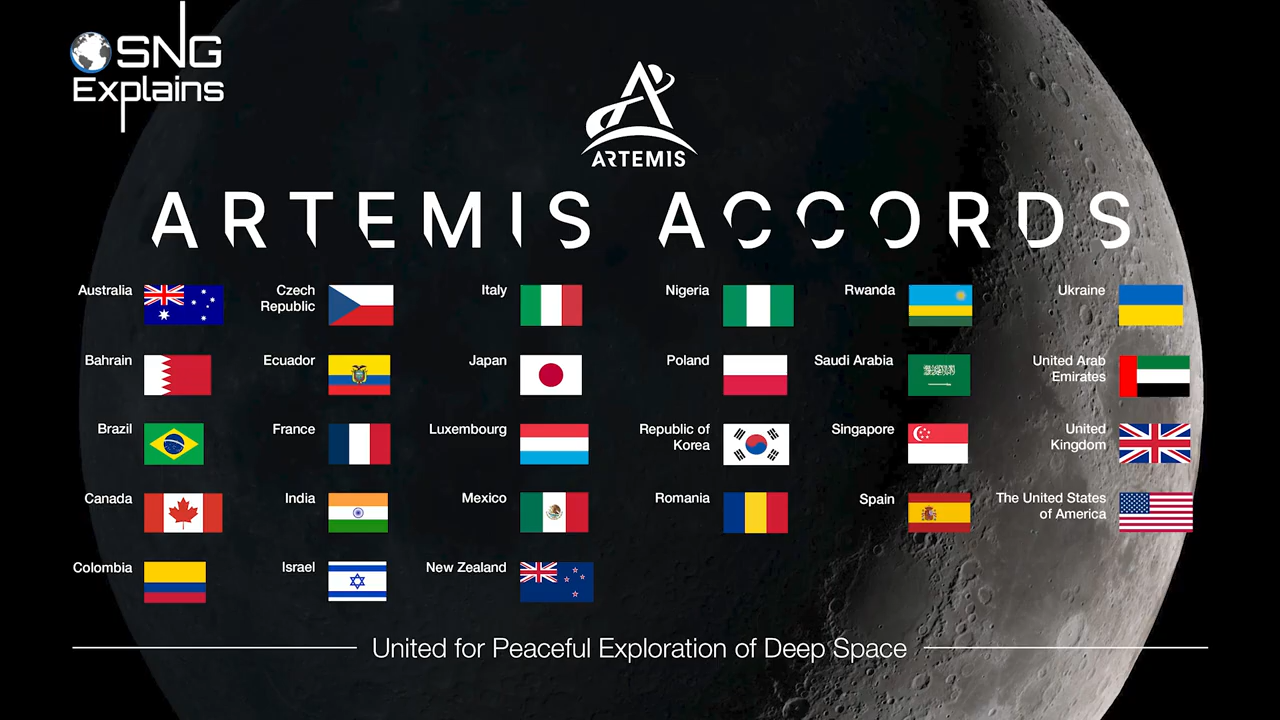 SNG
Explains
ARTEMIS
ARTEMIS ACCORDS
Australia
Bahrain
Brazil
Canada
Colombia
Czech
Republic
Ecuador
France
India
Israel
Italy
Japan
Luxembourg
Mexico
New Zealand
Nigeria
Poland
Republic of
Korea
Romania
Rwanda
Saudi Arabia
Singapore
Spain
Ukraine
United Arab
Emirates
United
Kingdom
The United States
of America
United for Peaceful Exploration of Deep Space